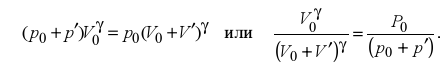 (p₀ + p′)V₀^γ = p₀(V₀ + V′)^γ или V₀^γ / (V₀ + V′)^γ = P₀ / (p₀ + p′).